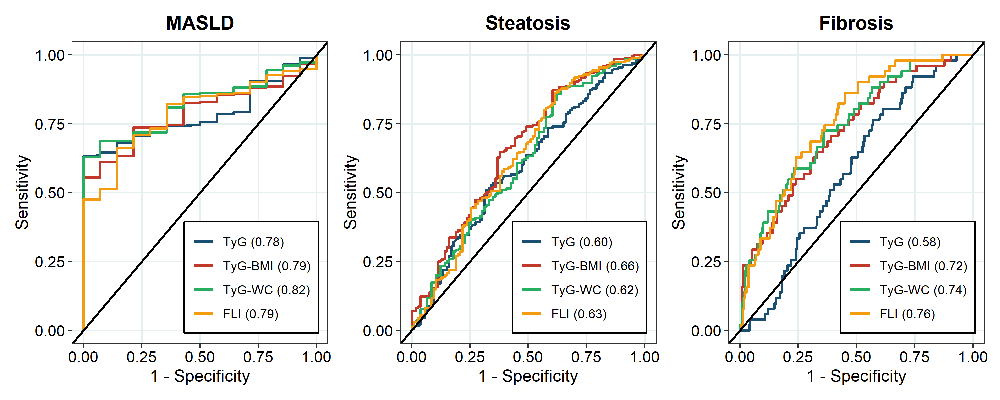 MASLD
Steatosis
Fibrosis
Sensitivity
1.00
0.75
0.50
0.25
0.00
TyG (0.78)
TyG-BMI (0.79)
TyG-WC (0.82)
FLI (0.79)
0.00 0.25 0.50 0.75 1.00
1 - Specificity
Sensitivity
1.00
0.75
0.50
0.25
0.00
TyG (0.60)
TyG-BMI (0.66)
TyG-WC (0.62)
FLI (0.63)
0.00 0.25 0.50 0.75 1.00
1 - Specificity
Sensitivity
1.00
0.75
0.50
0.25
0.00
TyG (0.58)
TyG-BMI (0.72)
TyG-WC (0.74)
FLI (0.76)
0.00 0.25 0.50 0.75 1.00
1 - Specificity